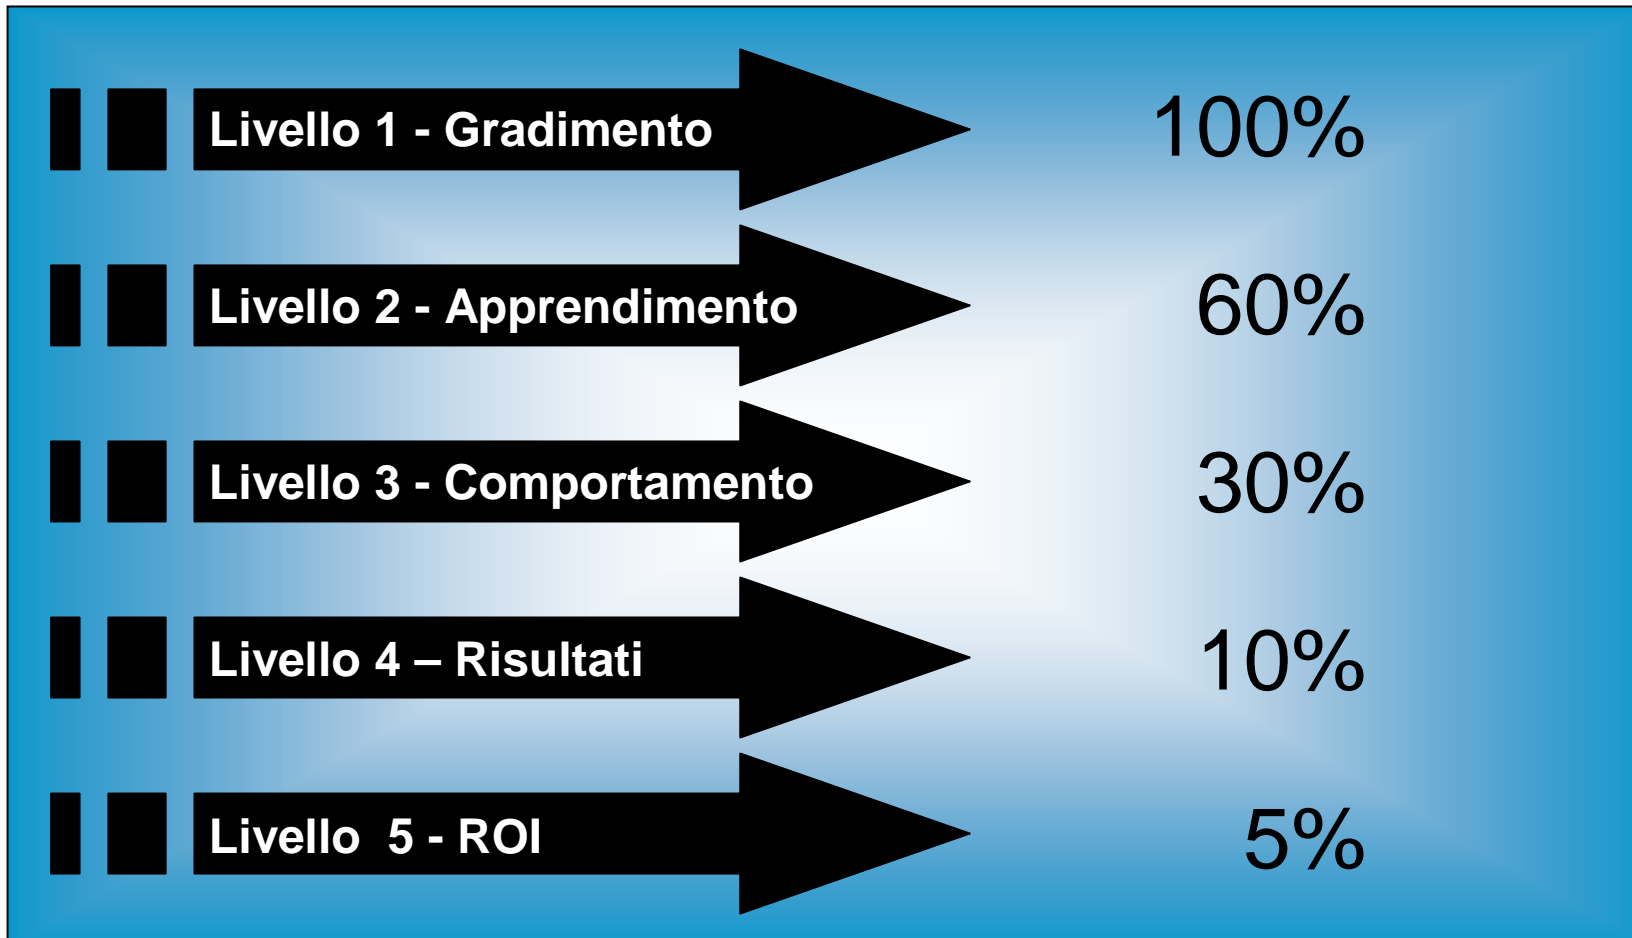 Livello 1 - Gradimento 100%
Livello 2 - Apprendimento 60%
Livello 3 - Comportamento 30%
Livello 4 – Risultati 10%
Livello  5 - ROI 5%